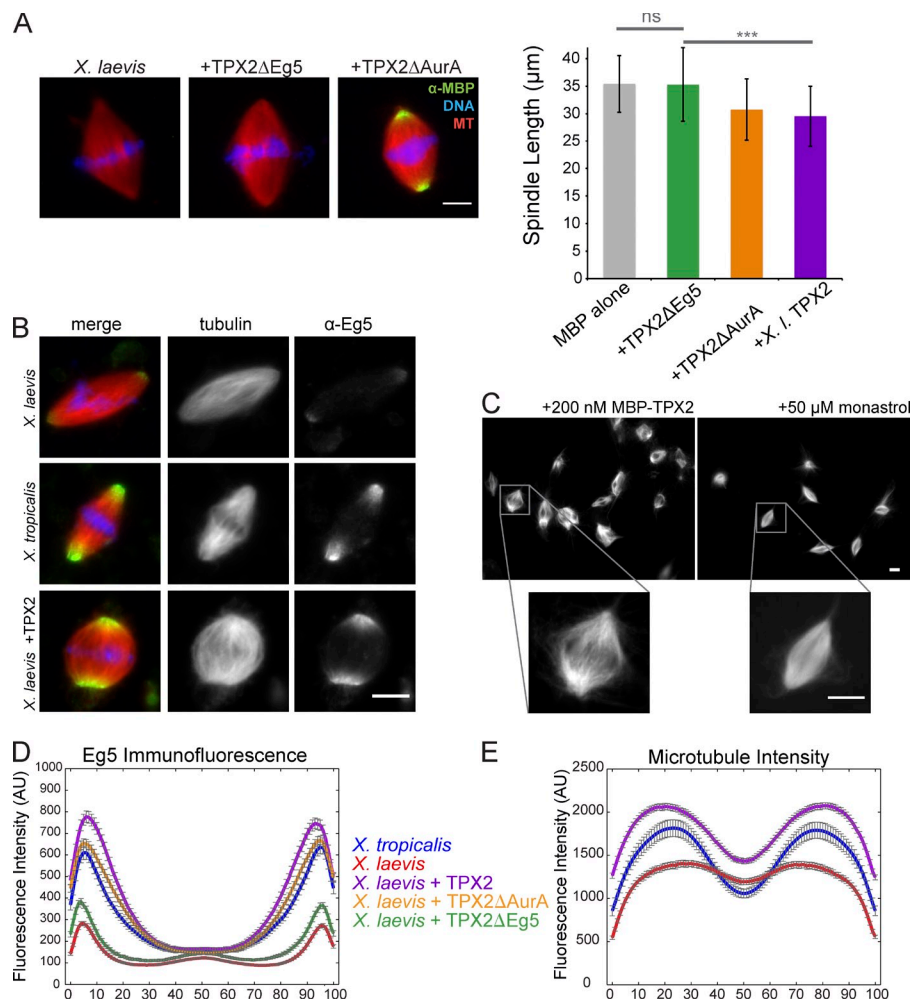 A
X. laevis
+TPX2ΔEg5
+TPX2ΔAurA
α-MBP
DNA
MT
ns
***
Spindle Length (μm)
40
35
30
25
20
15
10
5
0
MBP alone
+TPX2ΔEg5
+TPX2ΔAurA
+X. l. TPX2
B
merge
tubulin
α-Eg5
X. laevis
X. tropicalis
X. laevis +TPX2
C
+200 nM MBP-TPX2
+50 μM monastrol
D
Eg5 Immunofluorescence
Fluorescence Intensity (AU)
1000
900
800
700
600
500
400
300
200
100
0
0 10 20 30 40 50 60 70 80 90 100
X. tropicalis
X. laevis
X. laevis + TPX2
X. laevis + TPX2ΔAurA
X. laevis + TPX2ΔEg5
E
Microtubule Intensity
Fluorescence Intensity (AU)
2500
2000
1500
1000
500
0
0 10 20 30 40 50 60 70 80 90 100